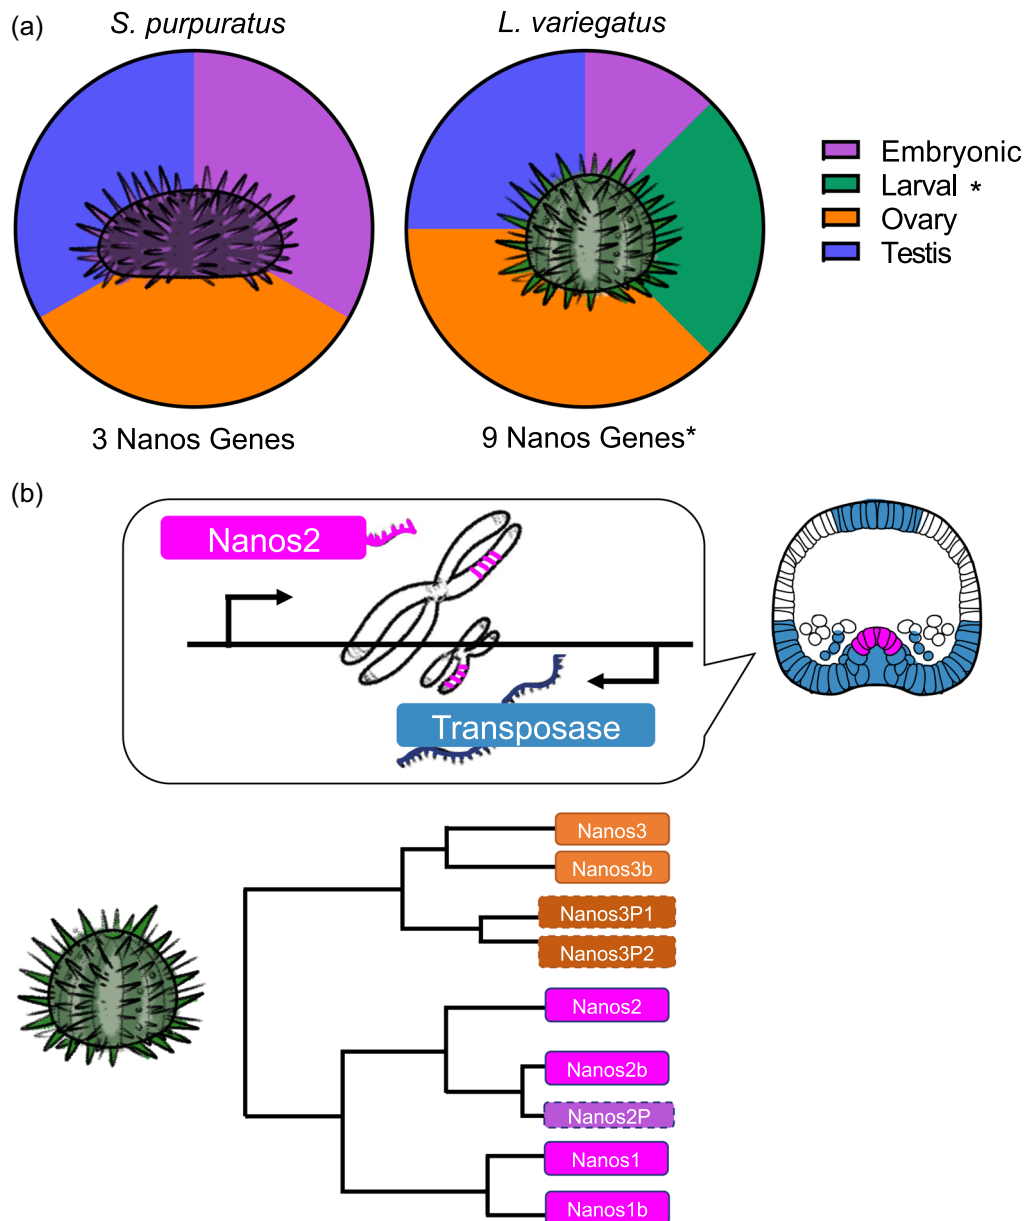 (a)
S. purpuratus
L. variegatus
Embryonic
Larval *
Ovary
Testis
3 Nanos Genes
9 Nanos Genes*
(b)
Nanos2
Transposase
Nanos3
Nanos3b
Nanos3P1
Nanos3P2
Nanos2
Nanos2b
Nanos2P
Nanos1
Nanos1b